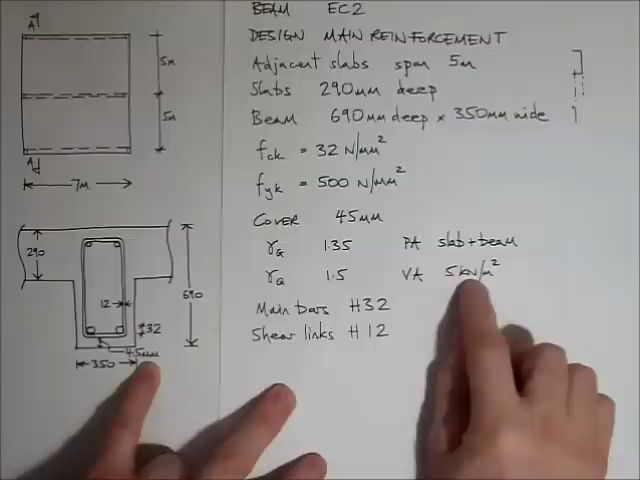 BEAM EC2
DESIGN MAIN REINFORCEMENT
Adjacent slabs span 5m
Slabs 290mm deep
Beam 690mm deep × 350mm wide
fck = 32 N/mm²
fyk = 500 N/mm²
COVER 45mm
γG 1.35 PA slab+beam
γQ 1.5 VA 5kN/m²
Main bars H32
Shear links H12
A
5m
5m
A
7m
290
690
12
32
45mm
350